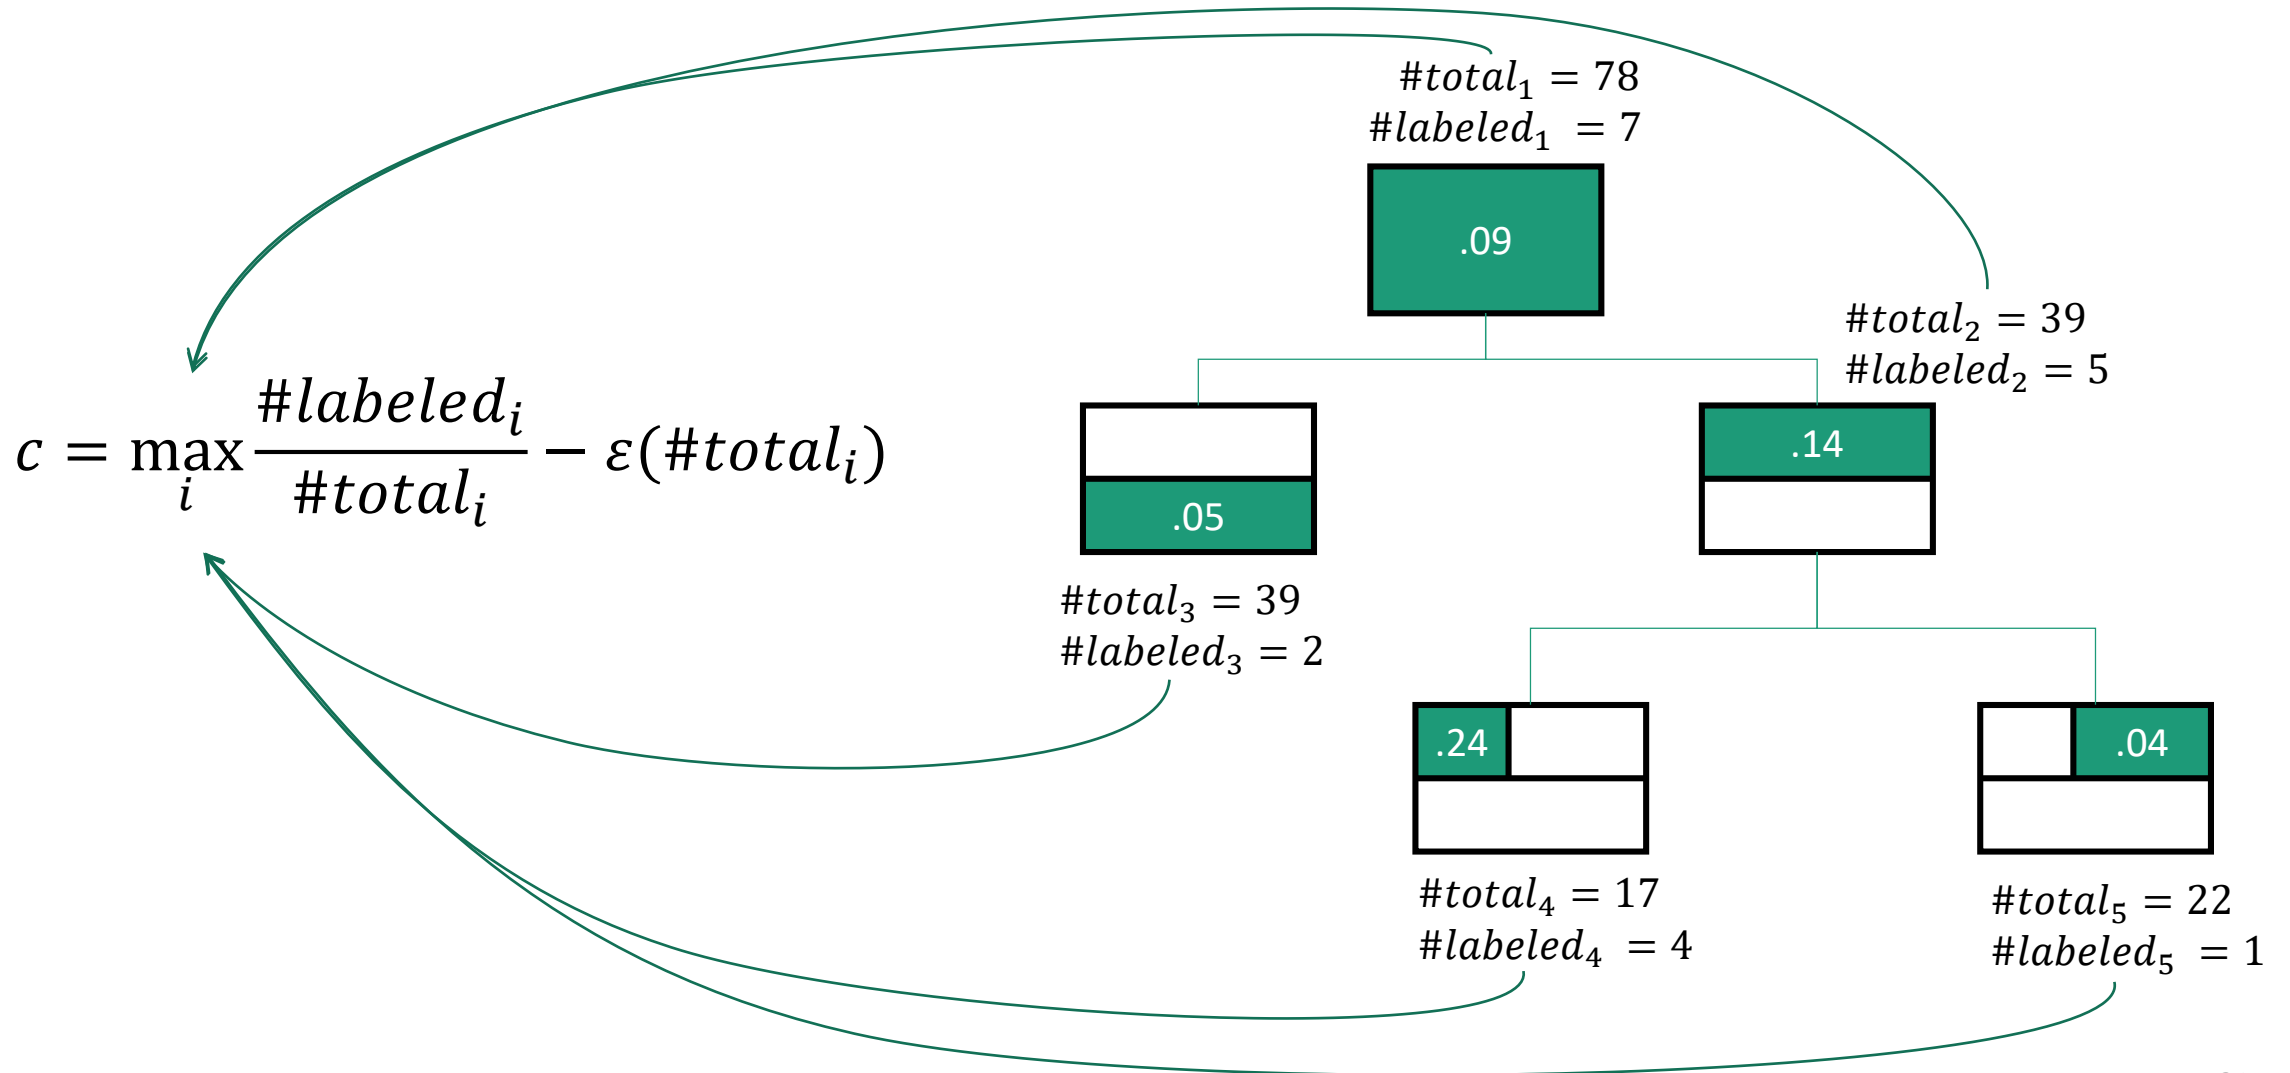 #total₁ = 78
#labeled₁ = 7
.09
#total₂ = 39
#labeled₂ = 5
c = max_i #labeled_i / #total_i − ε(#total_i)
.14
.05
#total₃ = 39
#labeled₃ = 2
.24
.04
#total₄ = 17
#labeled₄ = 4
#total₅ = 22
#labeled₅ = 1